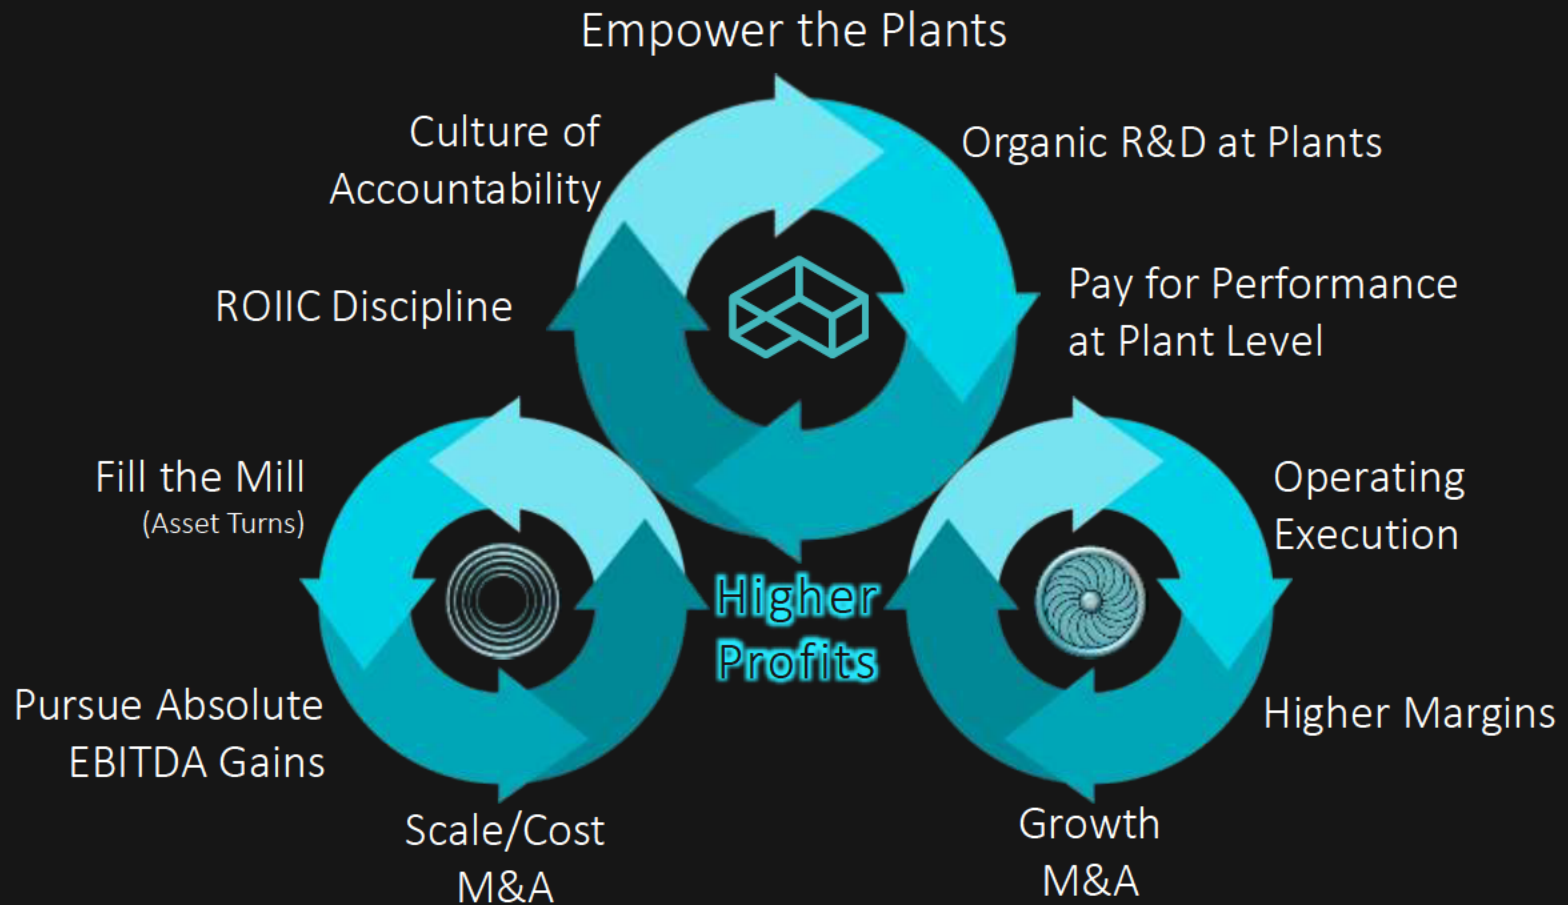 Empower the Plants
Culture of
Accountability
Organic R&D at Plants
ROIIC Discipline
Pay for Performance
at Plant Level
Fill the Mill
(Asset Turns)
Operating
Execution
Higher
Profits
Pursue Absolute
EBITDA Gains
Higher Margins
Scale/Cost
M&A
Growth
M&A